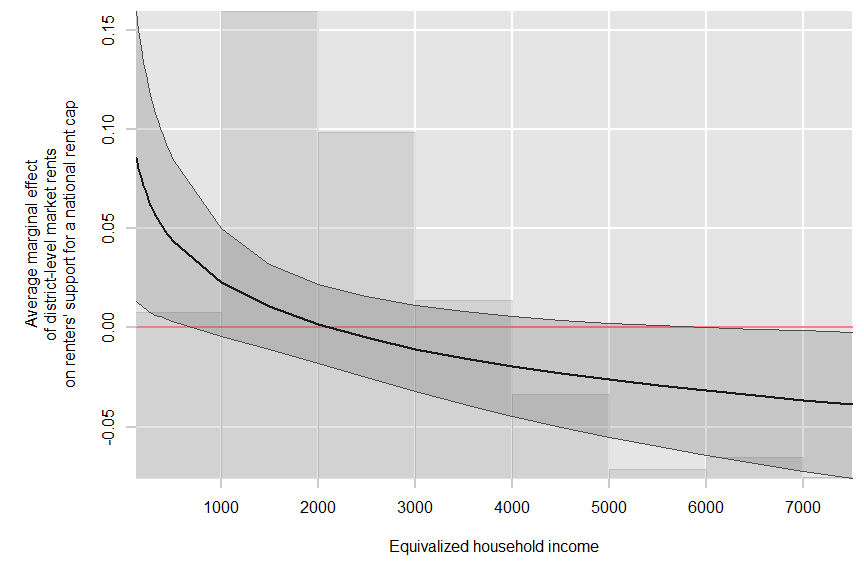 Average marginal effect
of district-level market rents
on renters' support for a national rent cap
0.15
0.10
0.05
0.00
-0.05
1000 2000 3000 4000 5000 6000 7000
Equivalized household income